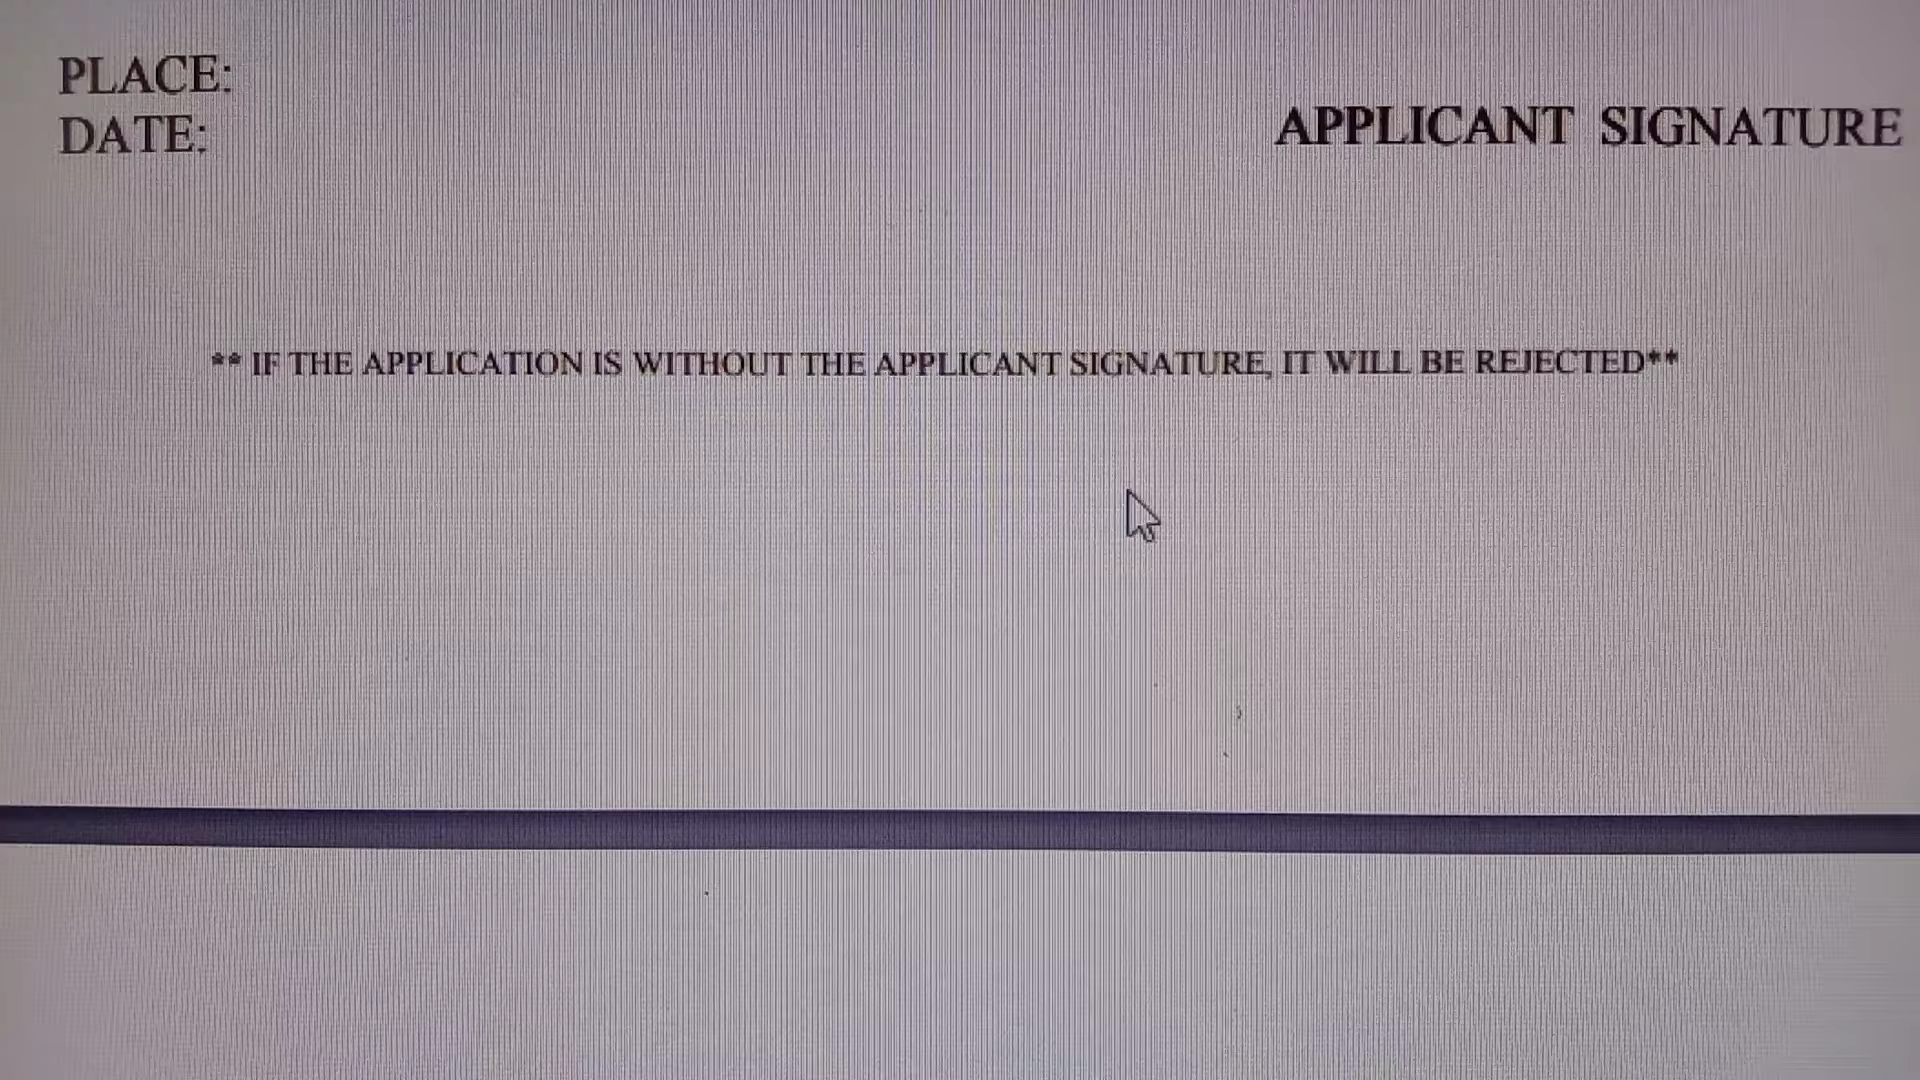 PLACE:
DATE:
APPLICANT SIGNATURE
** IF THE APPLICATION IS WITHOUT THE APPLICANT SIGNATURE, IT WILL BE REJECTED**